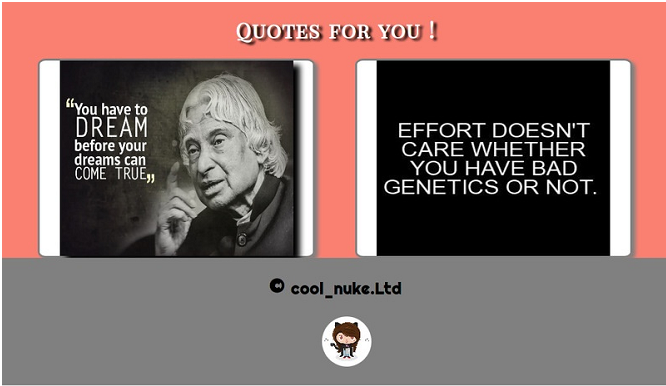 Quotes for you !
“You have to
DREAM
before your
dreams can
COME TRUE„
EFFORT DOESN'T
CARE WHETHER
YOU HAVE BAD
GENETICS OR NOT.
© cool_nuke.Ltd